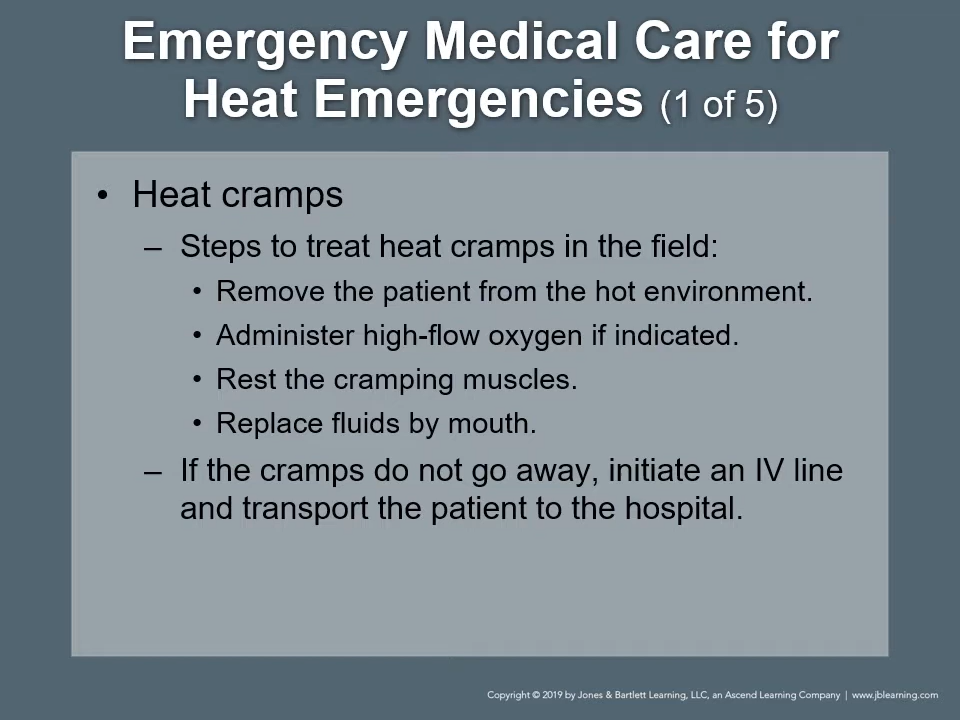 Emergency Medical Care for
Heat Emergencies (1 of 5)
• Heat cramps
– Steps to treat heat cramps in the field:
• Remove the patient from the hot environment.
• Administer high-flow oxygen if indicated.
• Rest the cramping muscles.
• Replace fluids by mouth.
– If the cramps do not go away, initiate an IV line
and transport the patient to the hospital.
Copyright © 2019 by Jones & Bartlett Learning, LLC, an Ascend Learning Company | www.jblearning.com